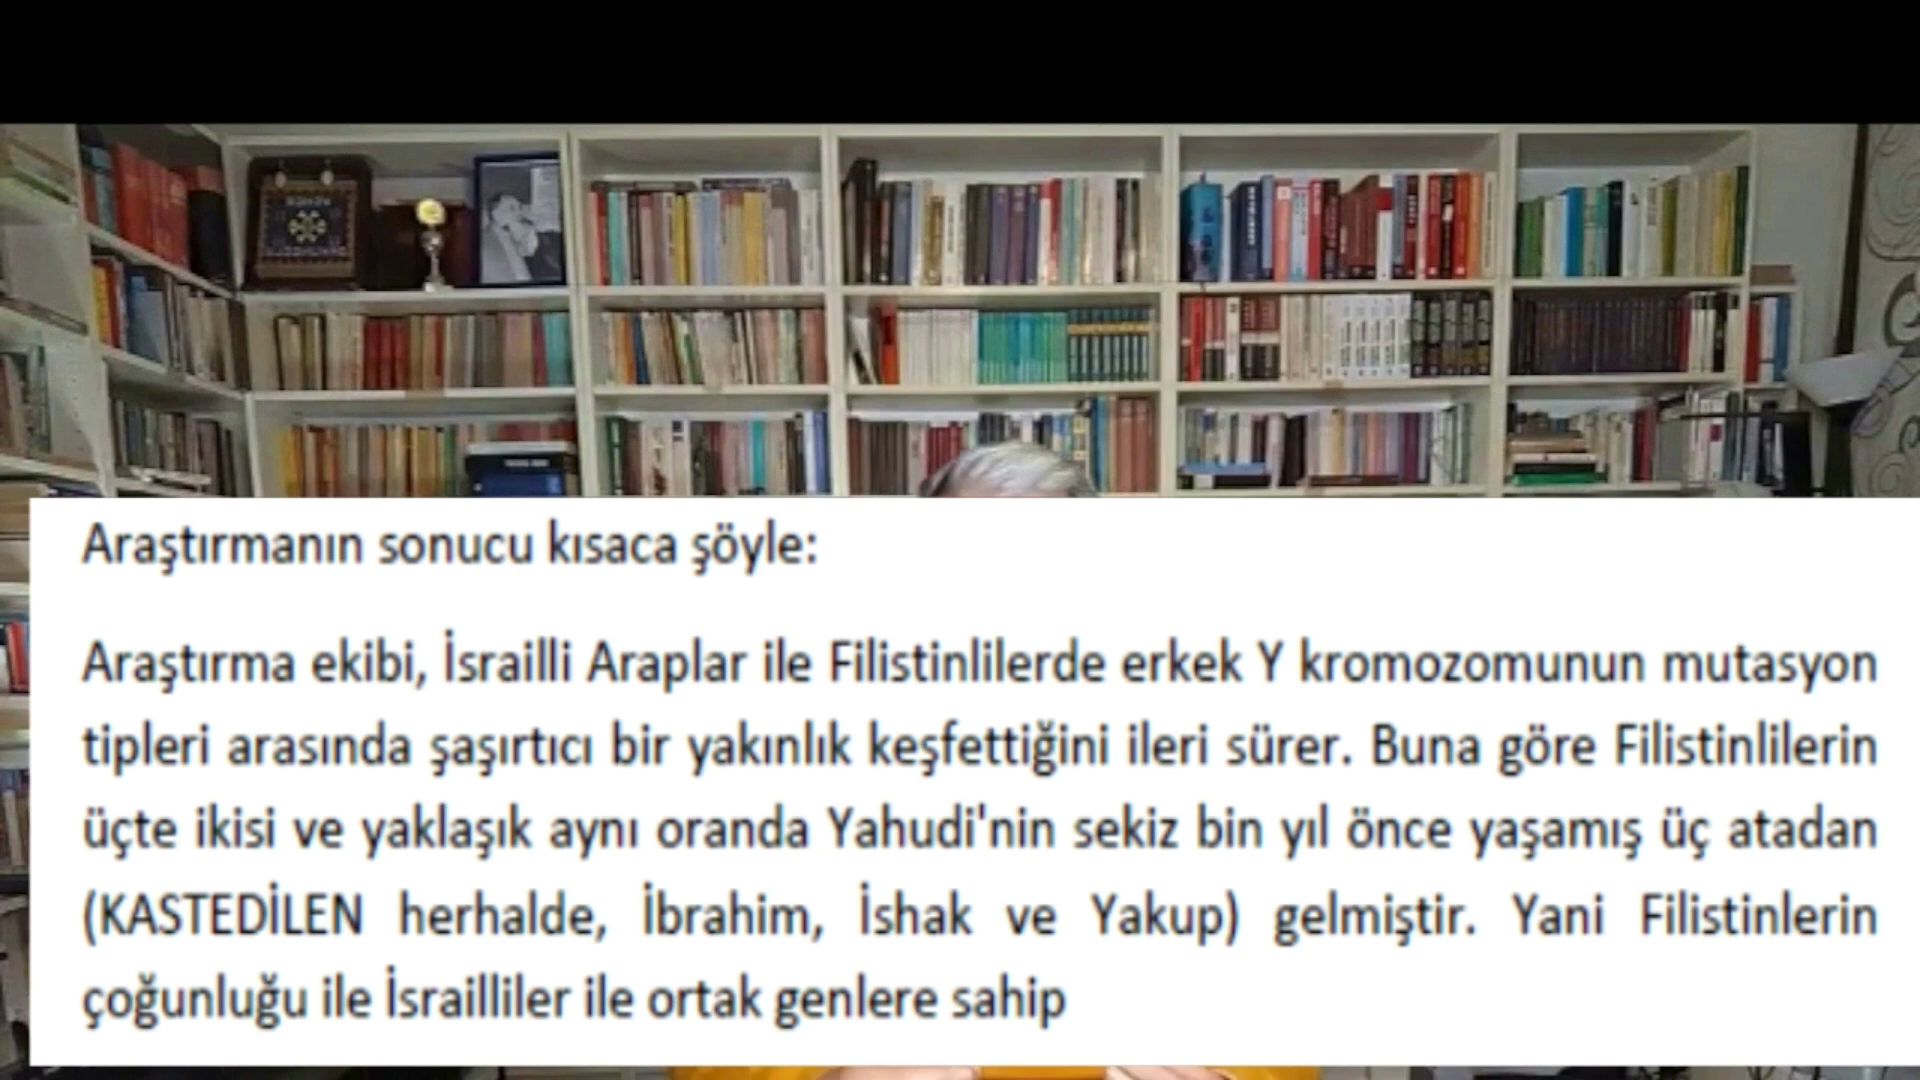 Araştırmanın sonucu kısaca şöyle:
Araştırma ekibi, İsrailli Araplar ile Filistinlilerde erkek Y kromozomunun mutasyon
tipleri arasında şaşırtıcı bir yakınlık keşfettiğini ileri sürer. Buna göre Filistinlilerin
üçte ikisi ve yaklaşık aynı oranda Yahudi'nin sekiz bin yıl önce yaşamış üç atadan
(KASTEDİLEN herhalde, İbrahim, İshak ve Yakup) gelmiştir. Yani Filistinlerin
çoğunluğu ile İsrailliler ile ortak genlere sahip